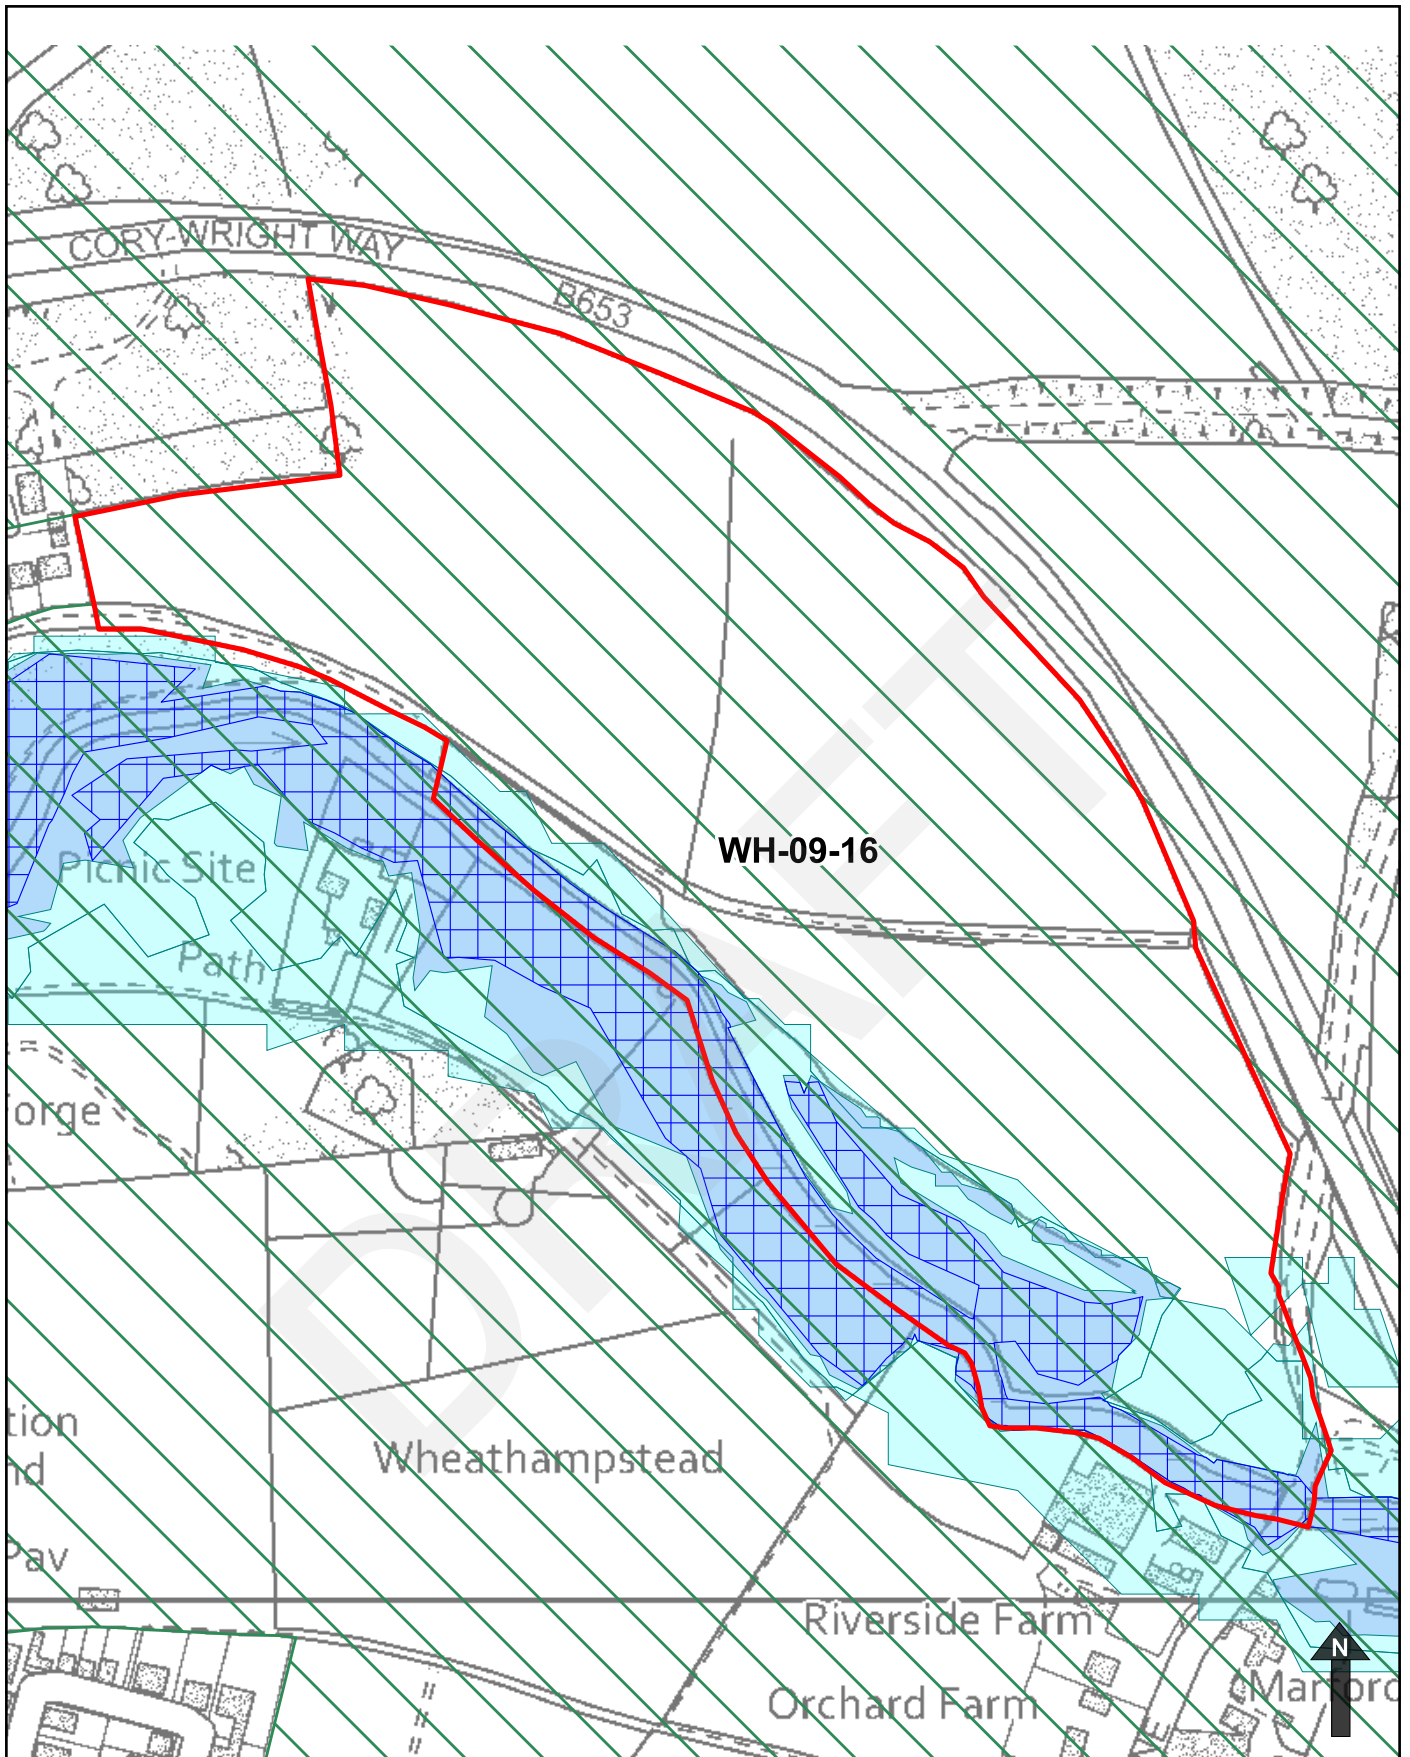 CORY-WRIGHT WAY
B653
WH-09-16
Picnic Site
Path
orge
tion
nd
Wheathampstead
Pav
Riverside Farm
Orchard Farm
N
DRAFT